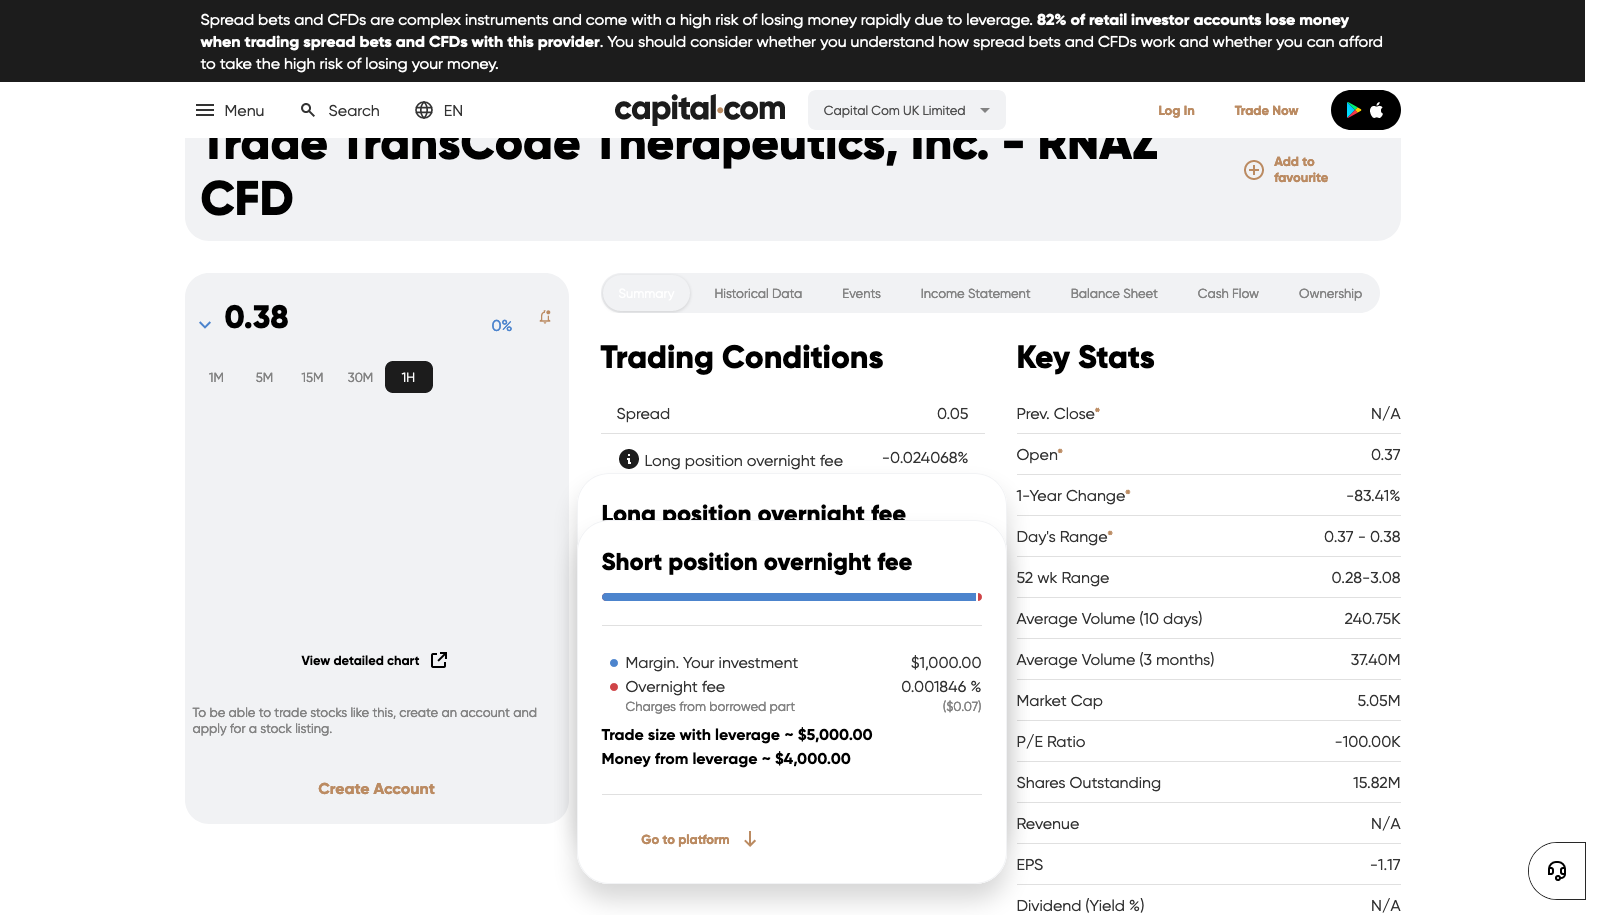 Spread bets and CFDs are complex instruments and come with a high risk of losing money rapidly due to leverage. 82% of retail investor accounts lose money
when trading spread bets and CFDs with this provider. You should consider whether you understand how spread bets and CFDs work and whether you can afford
to take the high risk of losing your money.
Menu
Search
EN
capital.com
Capital Com UK Limited
Log In
Trade Now
Trade TransCode Therapeutics, Inc. - RNAZ
CFD
Add to
favourite
0.38
0%
1M
5M
15M
30M
1H
View detailed chart
To be able to trade stocks like this, create an account and
apply for a stock listing.
Create Account
Summary
Historical Data
Events
Income Statement
Balance Sheet
Cash Flow
Ownership
Trading Conditions
Spread 0.05
Long position overnight fee -0.024068%
Long position overnight fee
Short position overnight fee
Margin. Your investment $1,000.00
Overnight fee 0.001846 %
Charges from borrowed part ($0.07)
Trade size with leverage ~ $5,000.00
Money from leverage ~ $4,000.00
Go to platform
Key Stats
Prev. Close* N/A
Open* 0.37
1-Year Change* -83.41%
Day's Range* 0.37 - 0.38
52 wk Range 0.28-3.08
Average Volume (10 days) 240.75K
Average Volume (3 months) 37.40M
Market Cap 5.05M
P/E Ratio -100.00K
Shares Outstanding 15.82M
Revenue N/A
EPS -1.17
Dividend (Yield %) N/A